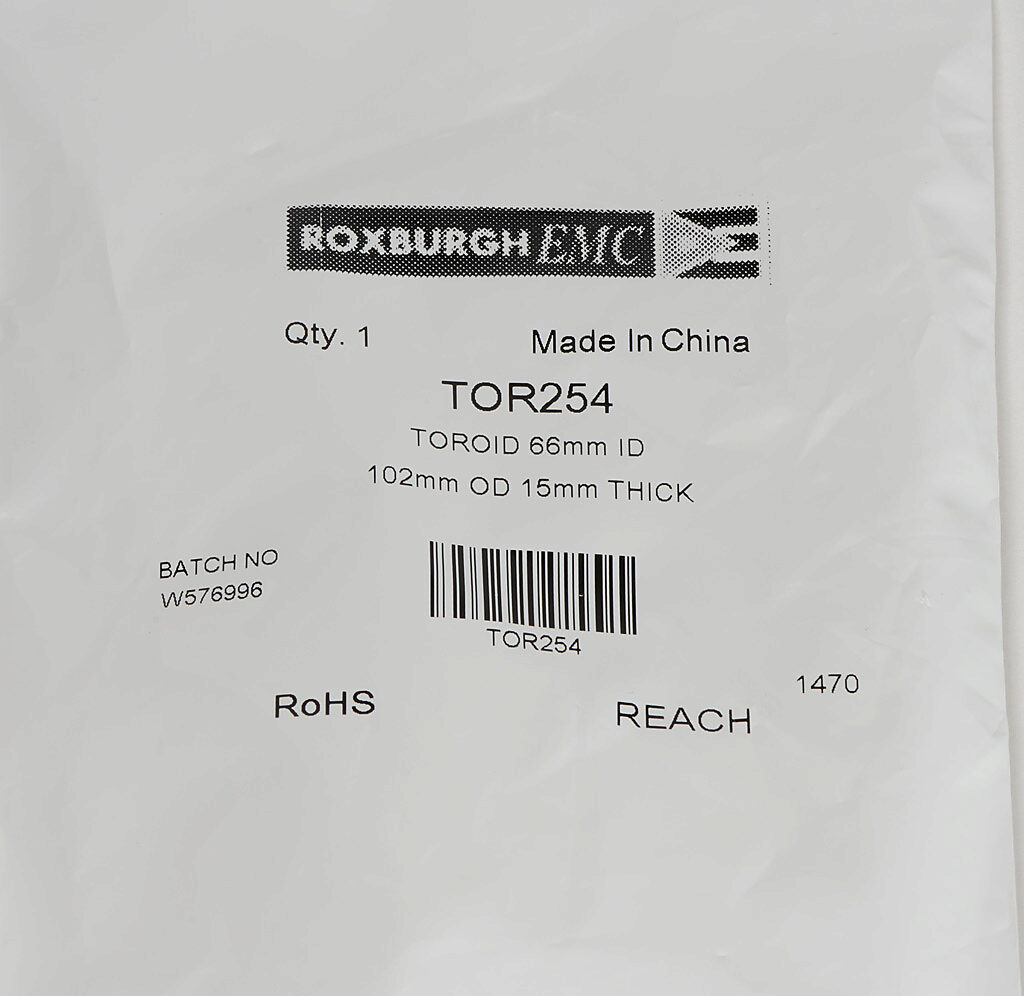 ROXBURGH EMC
Qty. 1 Made In China
TOR254
TOROID 66mm ID
102mm OD 15mm THICK
BATCH NO
W576996
TOR254
1470
RoHS REACH